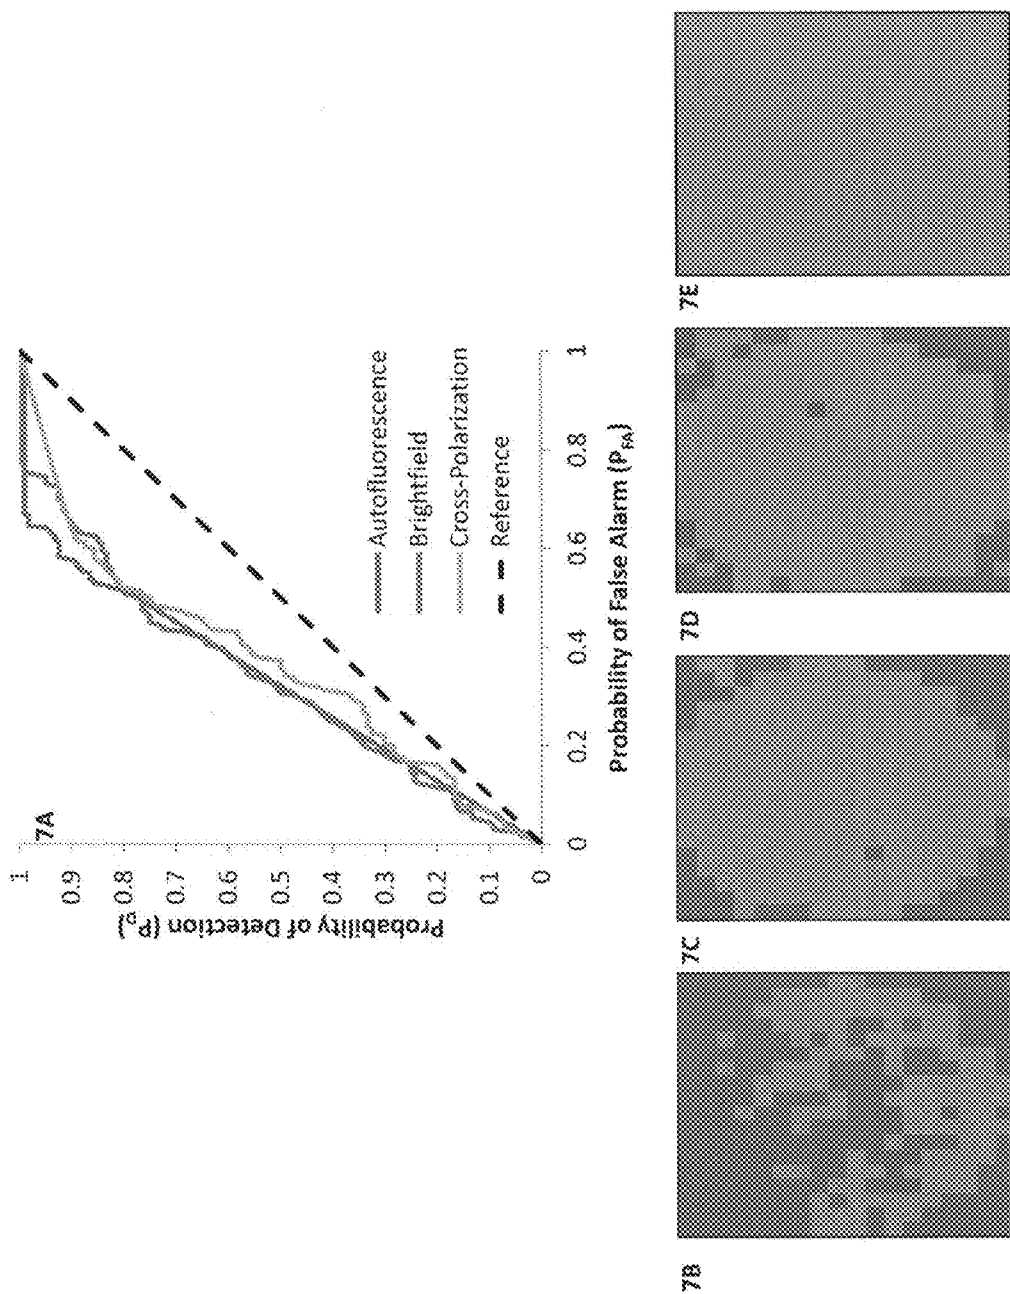 7A
Probability of Detection (P_D)
1
0.9
0.8
0.7
0.6
0.5
0.4
0.3
0.2
0.1
0
0 0.2 0.4 0.6 0.8 1
Probability of False Alarm (P_FA)
Autofluorescence
Brightfield
Cross-Polarization
Reference
7B
7C
7D
7E